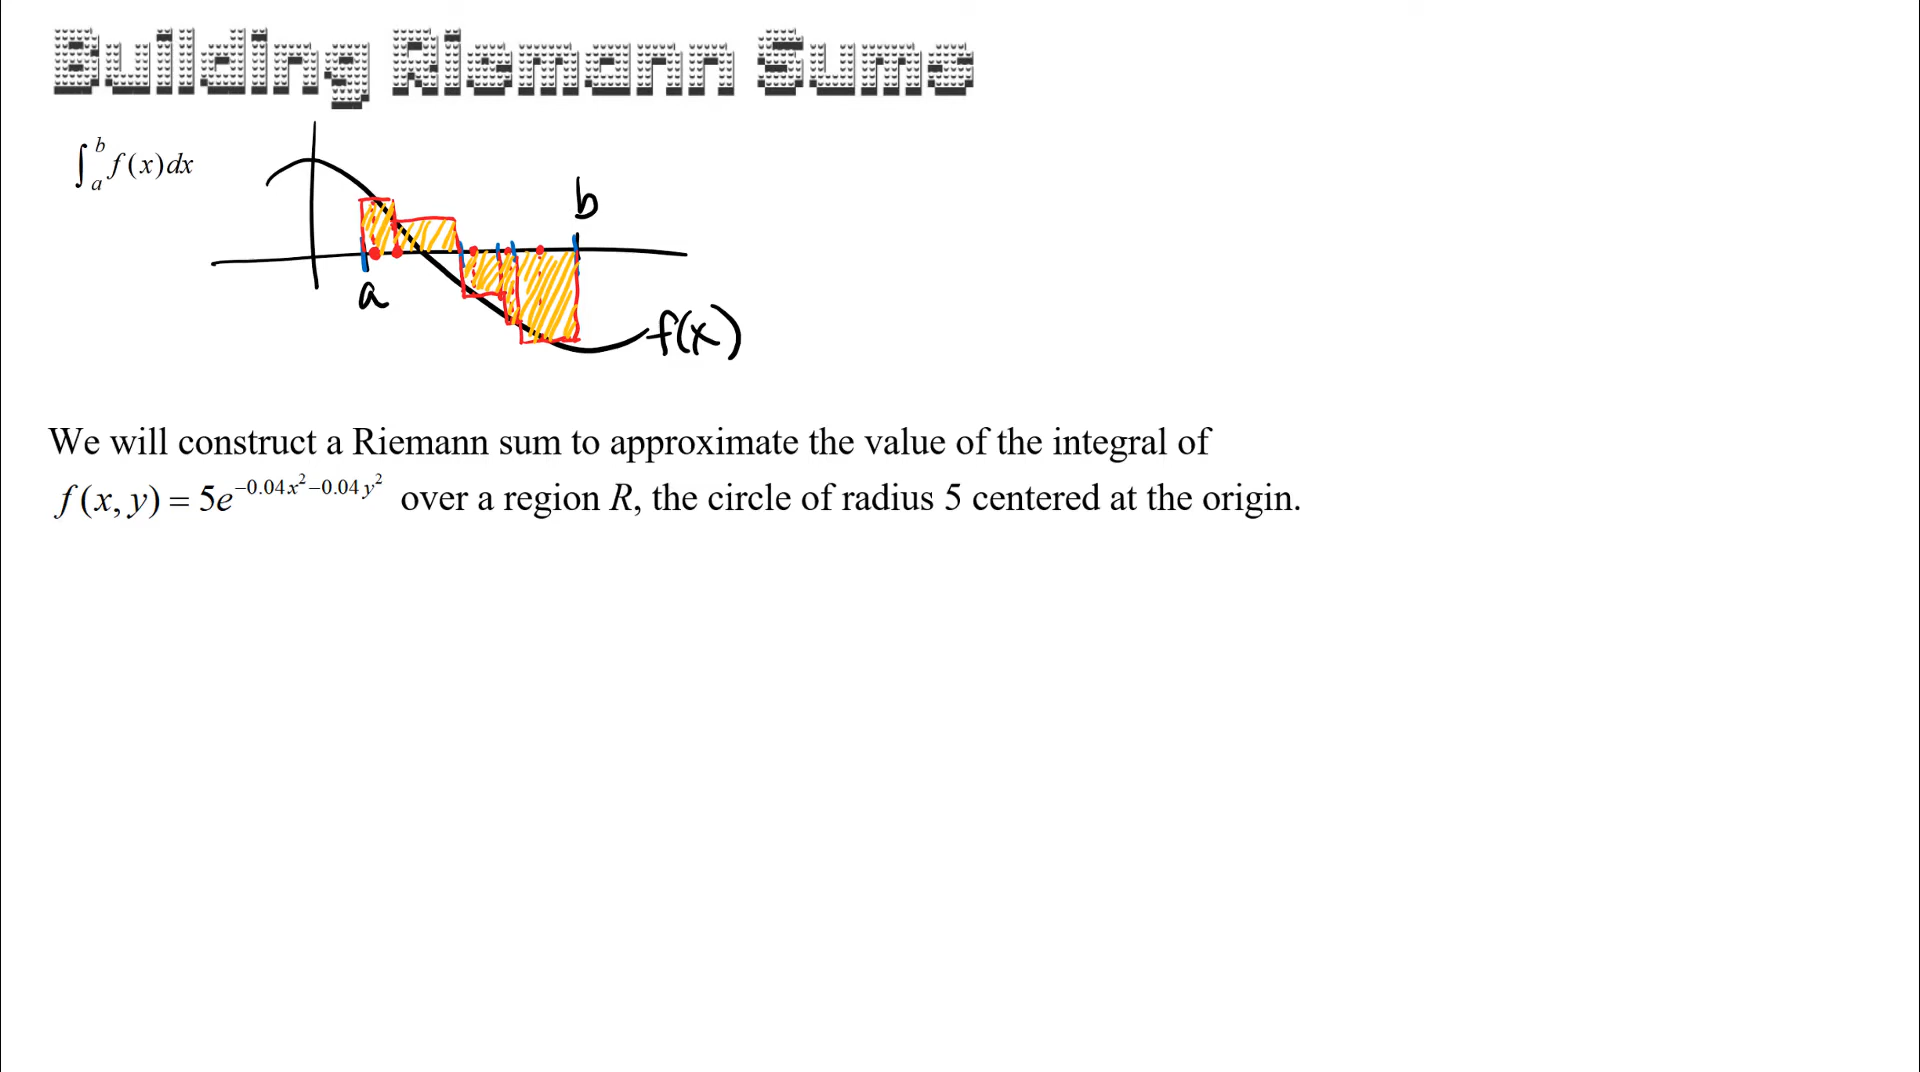 Building Riemann Sums
∫_a^b f(x)dx
b
a
f(x)
We will construct a Riemann sum to approximate the value of the integral of
f(x, y) = 5e^{−0.04x²−0.04y²} over a region R, the circle of radius 5 centered at the origin.